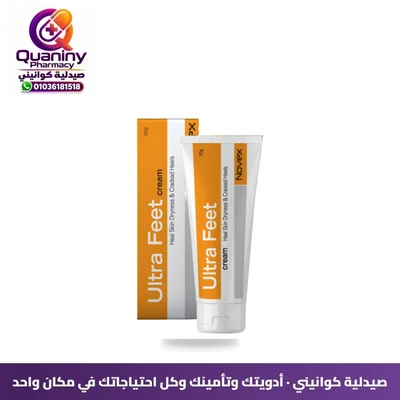 Quaniny
Pharmacy
صيدلية كوانيني
01036181518
50g
Ultra Feet
cream
Heal Skin Dryness & Cracked Heels
Novex
Ultra Feet
cream
Heal Skin Dryness & Cracked Heels
Novex
صيدلية كوانيني - أدويتك وتأمينك وكل احتياجاتك في مكان واحد